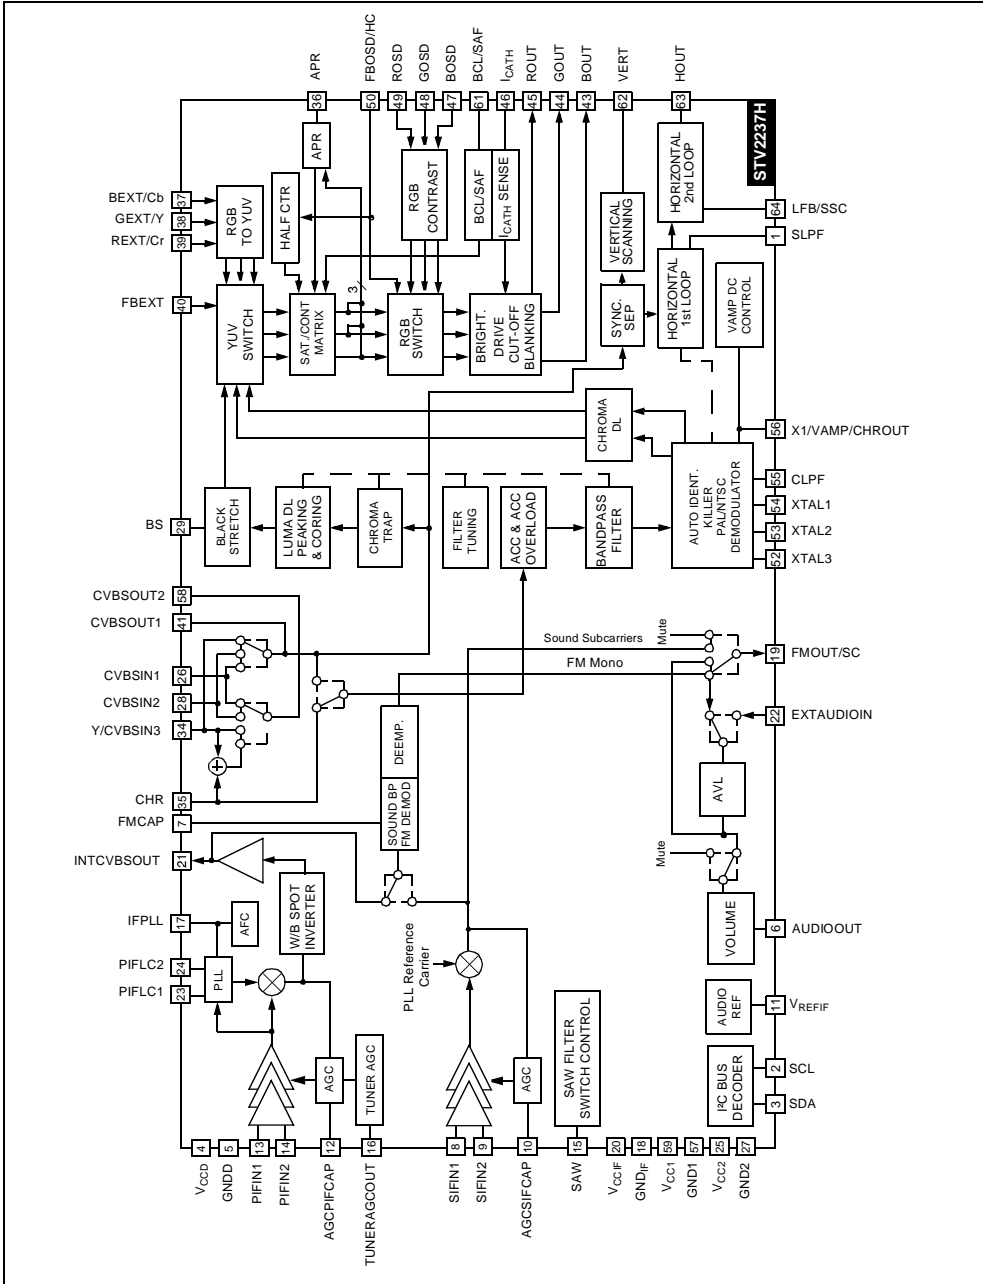 APR
FBOSD/HC
ROSD
GOSD
BOSD
BCL/SAF
ICATH
ROUT
GOUT
BOUT
VERT
HOUT
36
50
49
48
47
61
46
45
44
43
62
63
STV2237H
BEXT/Cb
37
GEXT/Y
38
REXT/Cr
39
FBEXT
40
RGB
TO YUV
HALF CTR
APR
RGB
CONTRAST
BCL/SAF
ICATH SENSE
VERTICAL
SCANNING
HORIZONTAL
2nd LOOP
64
LFB/SSC
1
SLPF
3
YUV
SWITCH
SAT./CONT
MATRIX
RGB
SWITCH
BRIGHT.
DRIVE
CUT-OFF
BLANKING
SYNC.
SEP
HORIZONTAL
1st LOOP
VAMP DC
CONTROL
CHROMA
DL
56
X1/VAMP/CHROUT
55
CLPF
54
XTAL1
53
XTAL2
52
XTAL3
BS
29
BLACK
STRETCH
LUMA DL
PEAKING
& CORING
CHROMA
TRAP
FILTER
TUNING
ACC & ACC
OVERLOAD
BANDPASS
FILTER
AUTO IDENT.
KILLER
PAL/NTSC
DEMODULATOR
CVBSOUT2
58
CVBSOUT1
41
CVBSIN1
26
CVBSIN2
28
Y/CVBSIN3
34
CHR
35
FMCAP
7
INTCVBSOUT
21
Sound Subcarriers
Mute
FM Mono
19
FMOUT/SC
22
EXTAUDIOIN
DEEMP.
SOUND BP
FM DEMOD
AVL
Mute
VOLUME
6
AUDIOOUT
IFPLL
17
AFC
W/B SPOT
INVERTER
PIFLC2
24
PIFLC1
23
PLL
PLL Reference
Carrier
AUDIO
REF
11
VREFIF
AGC
TUNER AGC
AGC
SAW FILTER
SWITCH CONTROL
I²C BUS
DECODER
2
SCL
3
SDA
4
5
13
14
12
16
8
9
10
15
20
18
59
57
25
27
VCCD
GNDD
PIFIN1
PIFIN2
AGCPIFCAP
TUNERAGCOUT
SIFIN1
SIFIN2
AGCSIFCAP
SAW
VCCIF
GNDIF
VCC1
GND1
VCC2
GND2